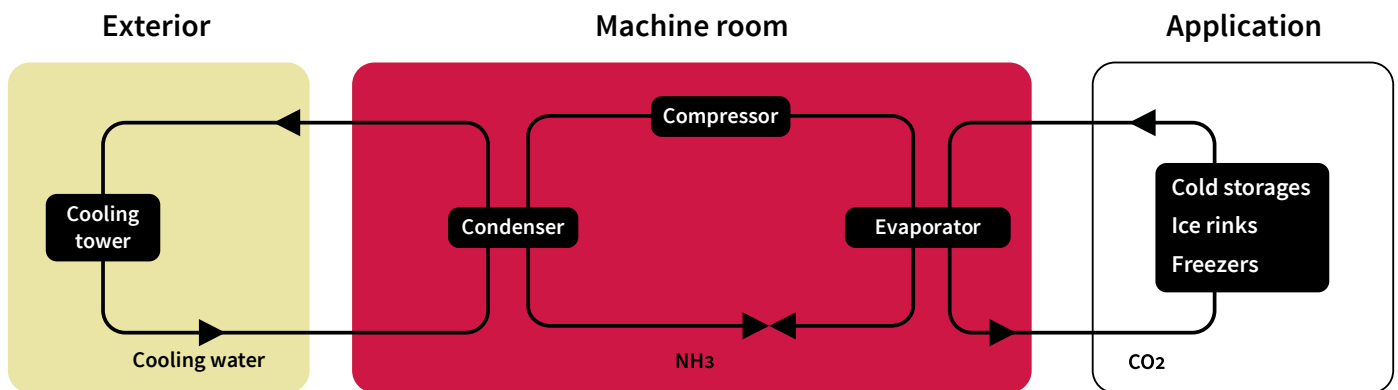 Exterior
Machine room
Application
Compressor
Cooling
tower
Condenser
Evaporator
Cold storages
Ice rinks
Freezers
Cooling water
NH3
CO2